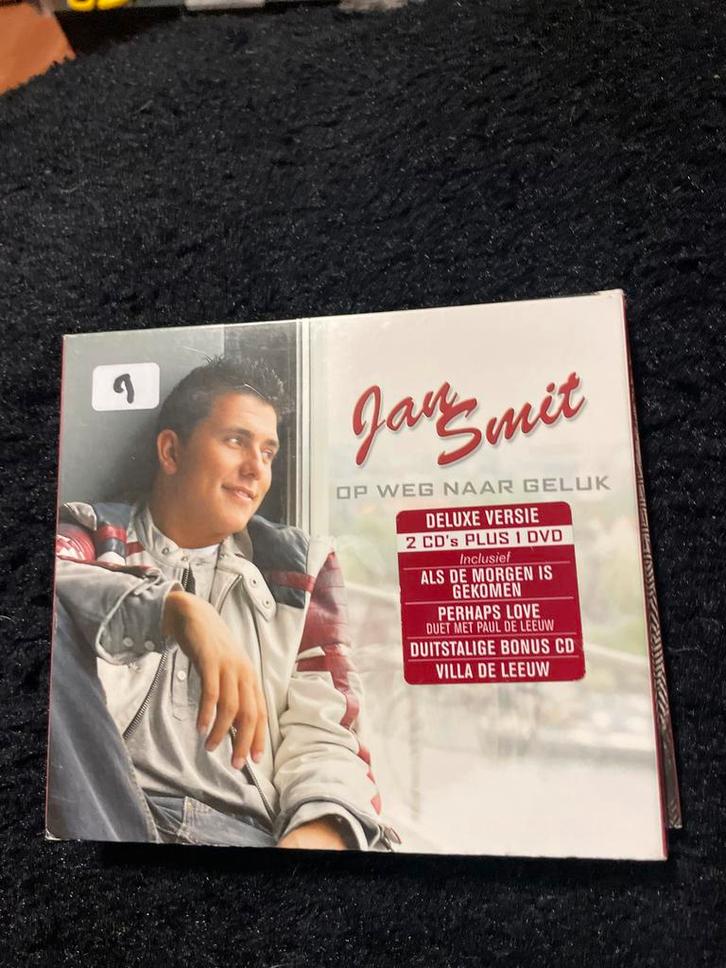 9
Jan Smit
OP WEG NAAR GELUK
DELUXE VERSIE
2 CD's PLUS 1 DVD
Inclusief
ALS DE MORGEN IS
GEKOMEN
PERHAPS LOVE
DUET MET PAUL DE LEEUW
DUITSTALIGE BONUS CD
VILLA DE LEEUW